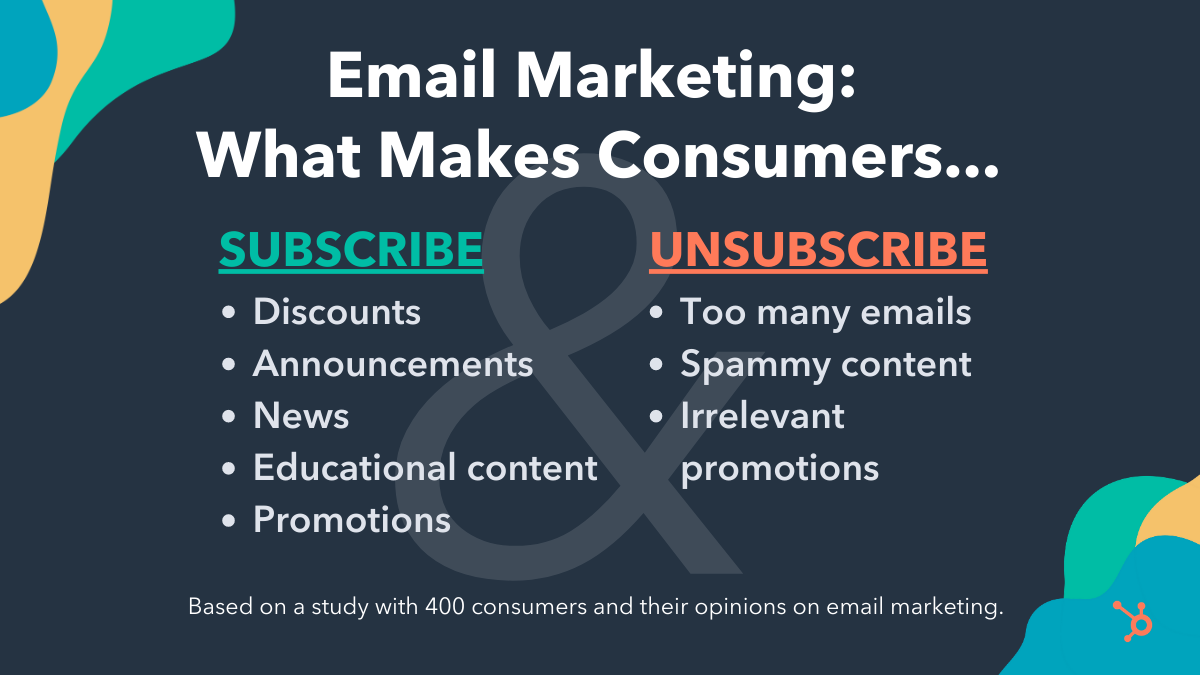 Email Marketing:
What Makes Consumers...
SUBSCRIBE
• Discounts
• Announcements
• News
• Educational content
• Promotions
&
UNSUBSCRIBE
• Too many emails
• Spammy content
• Irrelevant
promotions
Based on a study with 400 consumers and their opinions on email marketing.